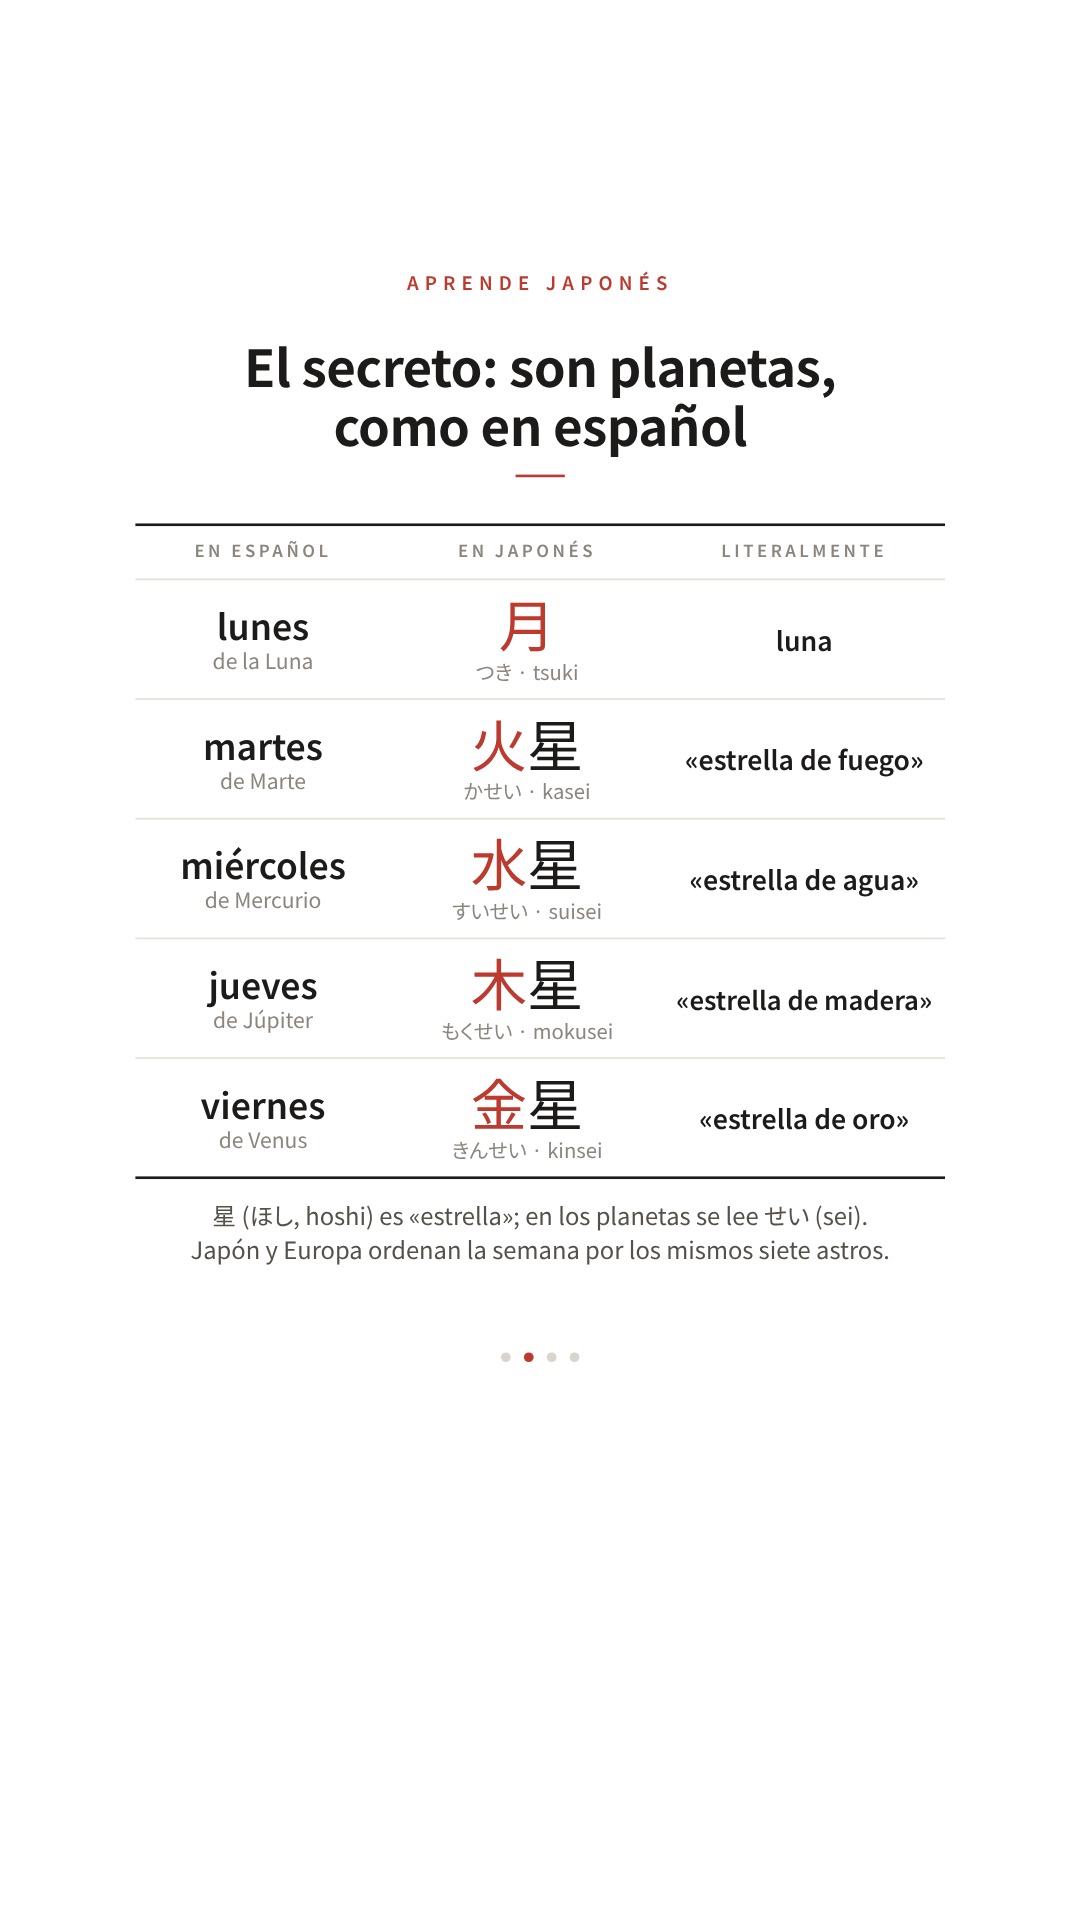 APRENDE JAPONÉS
El secreto: son planetas,
como en español
EN ESPAÑOL EN JAPONÉS LITERALMENTE
lunes
de la Luna
月
つき · tsuki
luna
martes
de Marte
火星
かせい · kasei
«estrella de fuego»
miércoles
de Mercurio
水星
すいせい · suisei
«estrella de agua»
jueves
de Júpiter
木星
もくせい · mokusei
«estrella de madera»
viernes
de Venus
金星
きんせい · kinsei
«estrella de oro»
星 (ほし, hoshi) es «estrella»; en los planetas se lee せい (sei).
Japón y Europa ordenan la semana por los mismos siete astros.